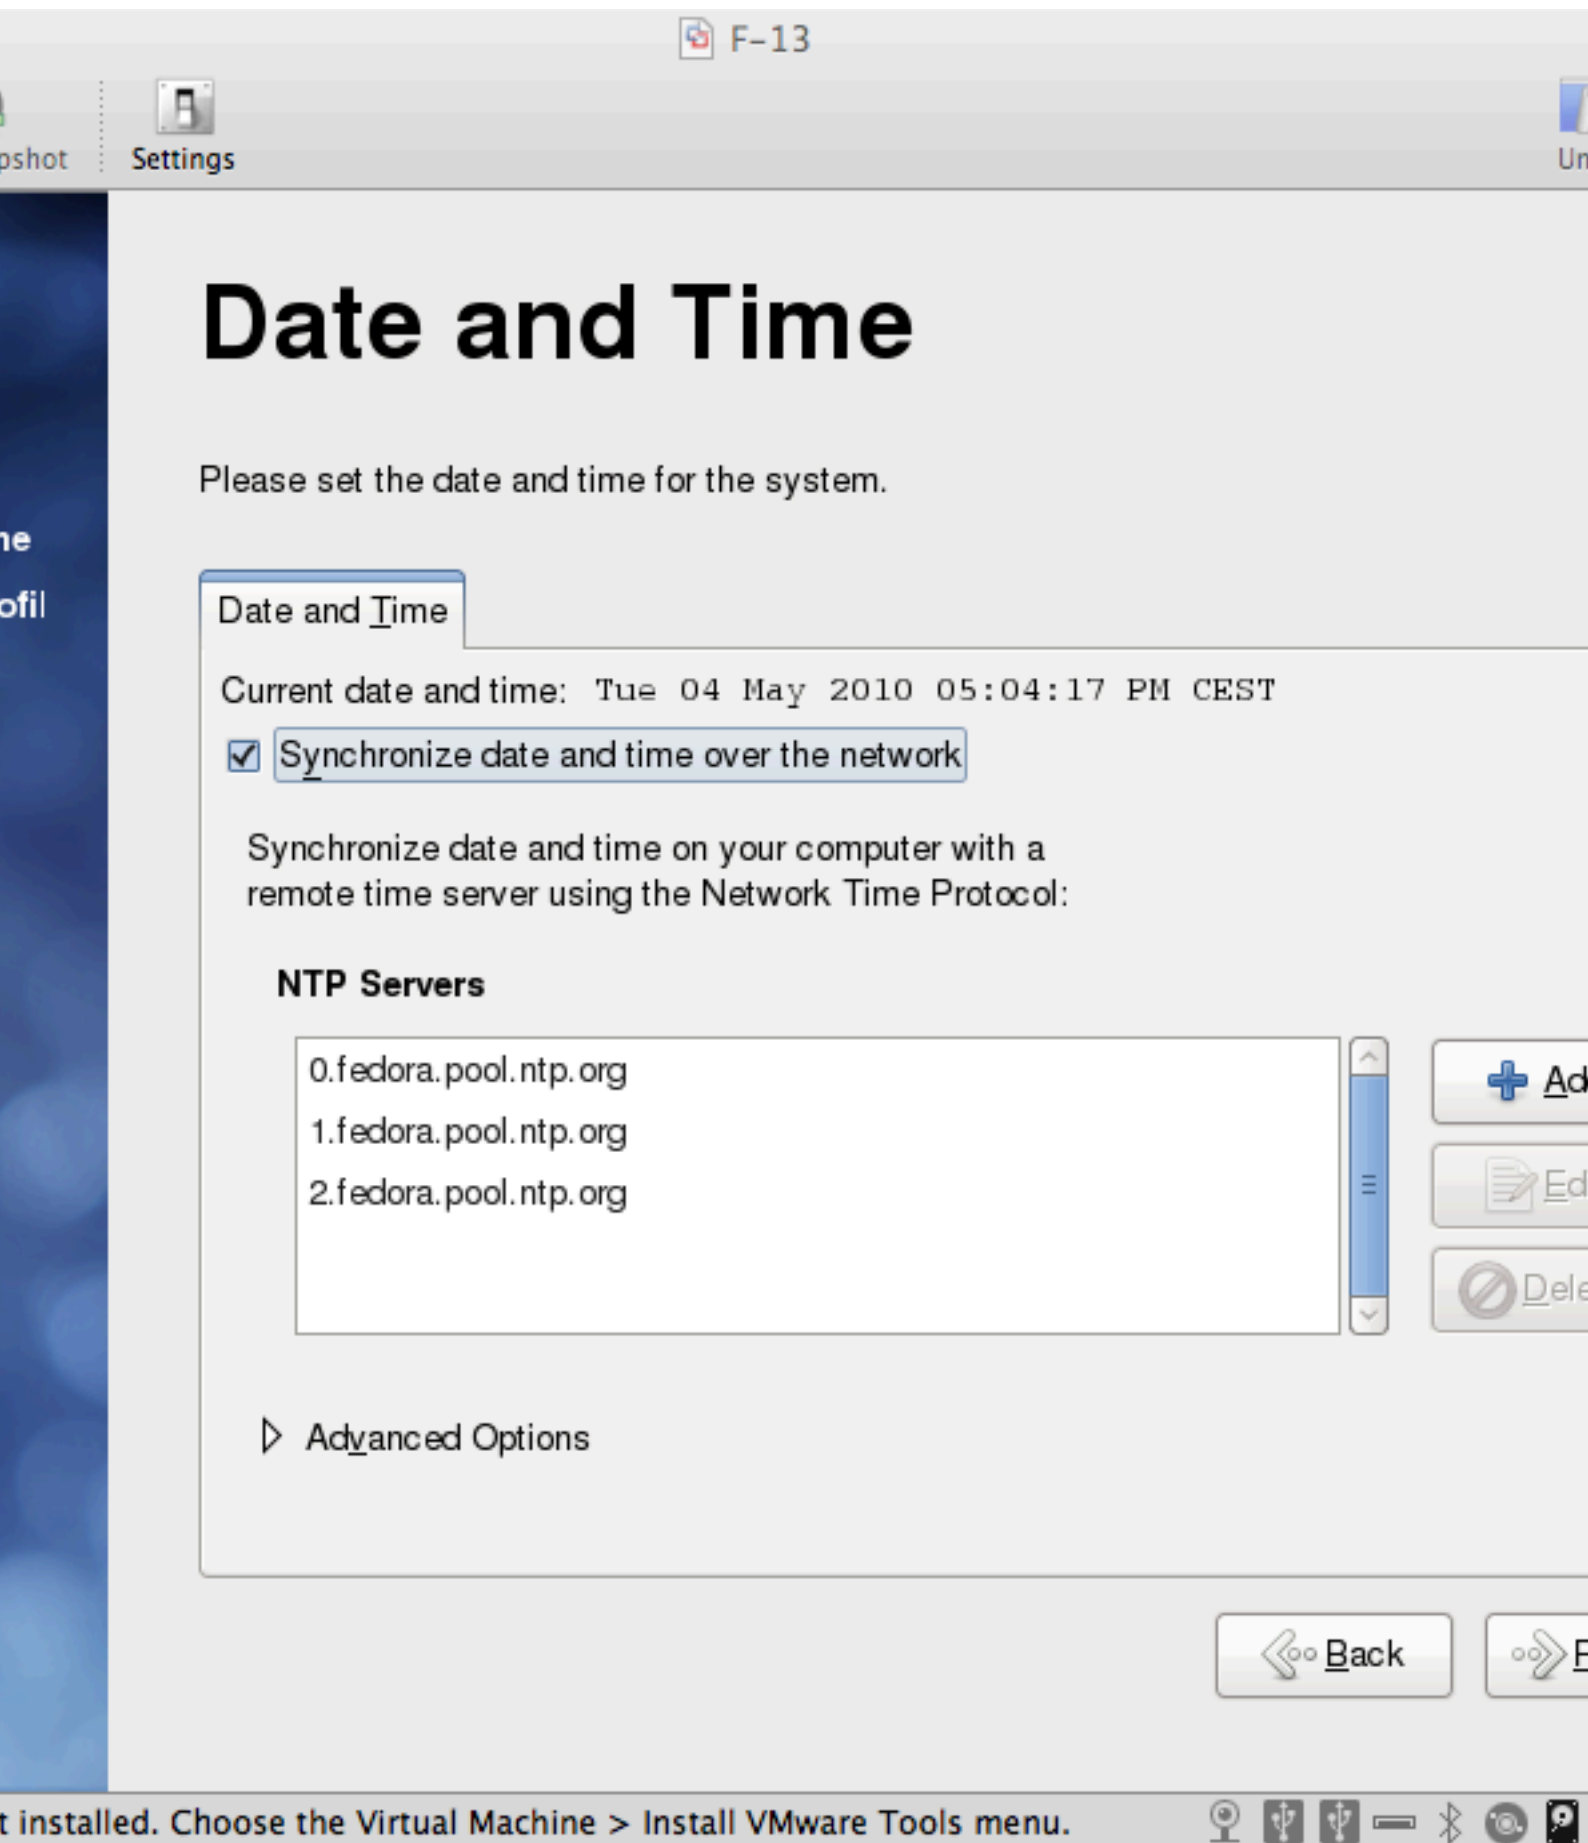 F-13
pshot
Settings
Un
Date and Time
Please set the date and time for the system.
ne
ofil
Date and Time
Current date and time: Tue 04 May 2010 05:04:17 PM CEST
Synchronize date and time over the network
Synchronize date and time on your computer with a
remote time server using the Network Time Protocol:
NTP Servers
0.fedora.pool.ntp.org
1.fedora.pool.ntp.org
2.fedora.pool.ntp.org
Ad
Ed
Dele
Advanced Options
Back
t installed. Choose the Virtual Machine > Install VMware Tools menu.